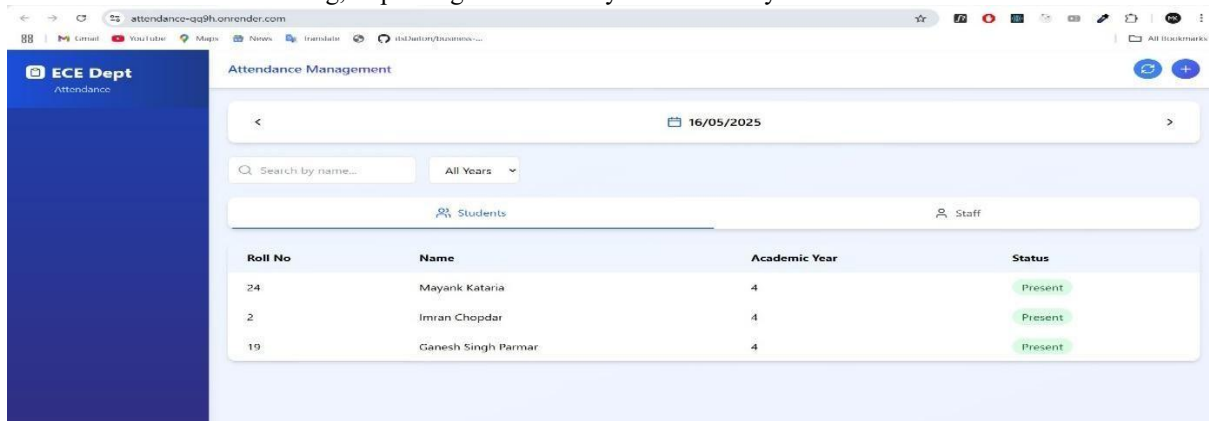 attendance-qq9h.onrender.com
Gmail YouTube Maps News Translate itsDaiton/business-... All Bookmarks
ECE Dept
Attendance
Attendance Management
16/05/2025
Search by name...
All Years
Students
Staff
Roll No Name Academic Year Status
24 Mayank Kataria 4 Present
2 Imran Chopdar 4 Present
19 Ganesh Singh Parmar 4 Present